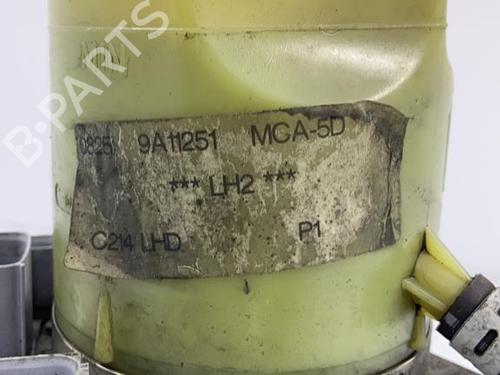 B-PARTS
0825 9A11251 MCA-5D
*** LH2 ***
C214 LHD P1